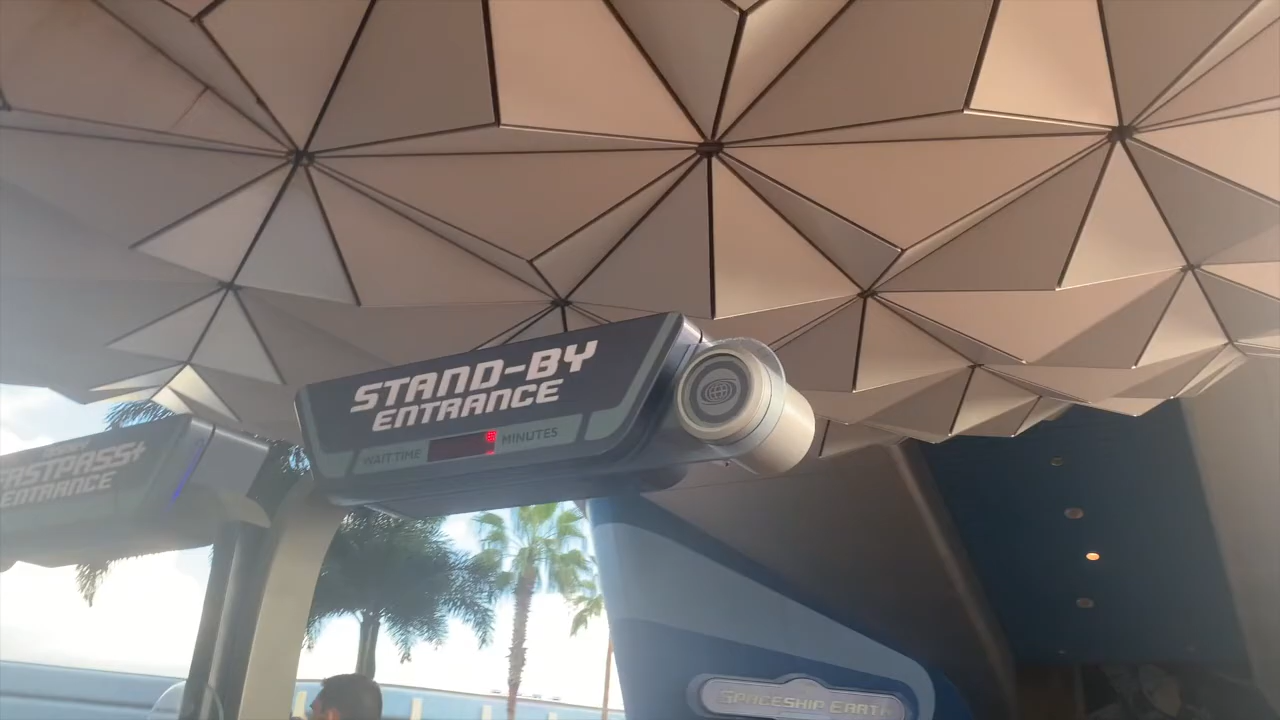 STAND-BY
ENTRANCE
WAIT TIME
MINUTES
FASTPASS+
ENTRANCE
SPACESHIP EARTH